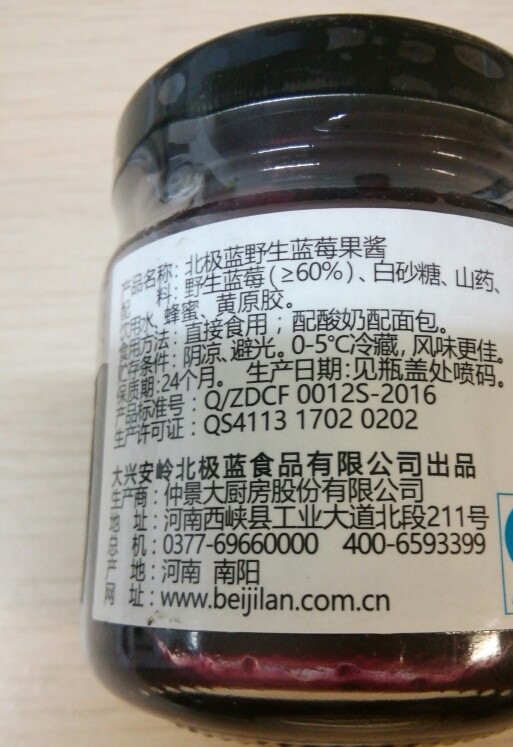 产品名称：北极蓝野生蓝莓果酱
配　　料：野生蓝莓（≥60%）、白砂糖、山药、
饮用水、蜂蜜、黄原胶。
食用方法：直接食用；配酸奶配面包。
贮存条件：阴凉、避光。0-5℃冷藏，风味更佳。
保质期：24个月。 生产日期：见瓶盖处喷码。
产品标准号：Q/ZDCF 0012S-2016
生产许可证：QS4113 1702 0202
大兴安岭北极蓝食品有限公司出品
生产商：仲景大厨房股份有限公司
地　址：河南西峡县工业大道北段211号
总　机：0377-69660000 400-6593399
产　地：河南 南阳
网　址：www.beijilan.com.cn